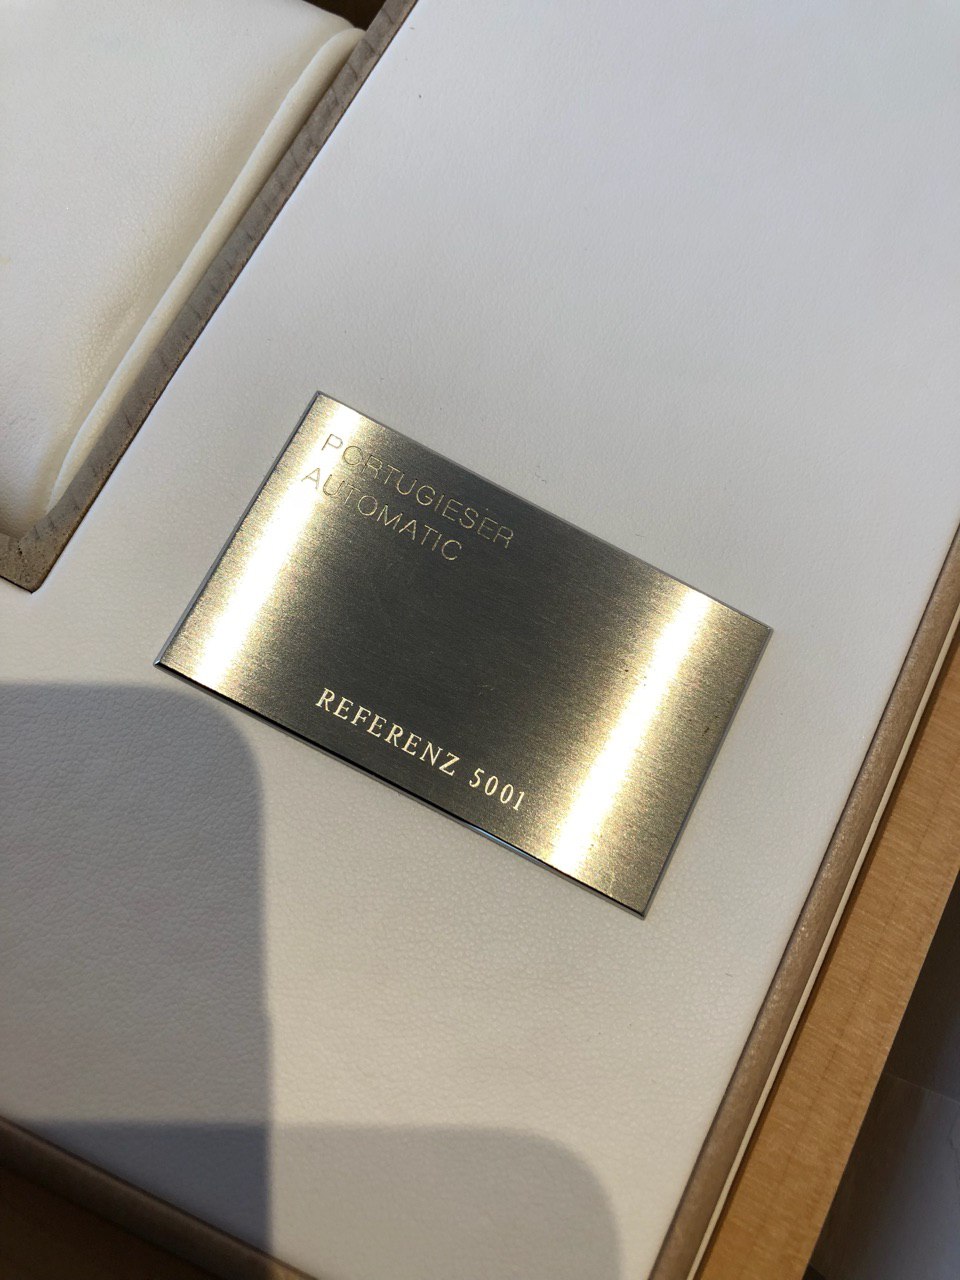 PORTUGIESER
AUTOMATIC
REFERENZ 5001